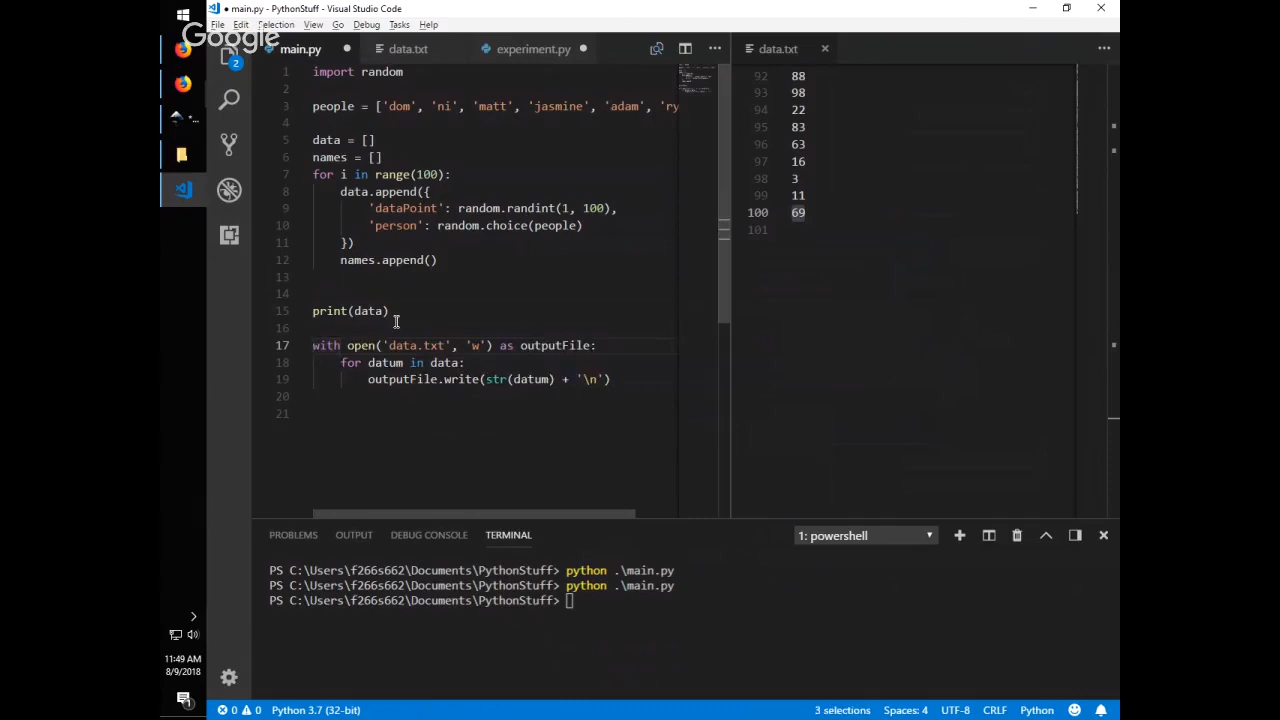 ● main.py - PythonStuff - Visual Studio Code
Google
File Edit Selection View Go Debug Tasks Help
main.py
data.txt
experiment.py
data.txt
2
1 import random
2
3 people = ['dom', 'ni', 'matt', 'jasmine', 'adam', 'ry
4
5 data = []
6 names = []
7 for i in range(100):
8 data.append({
9 'dataPoint': random.randint(1, 100),
10 'person': random.choice(people)
11 })
12 names.append()
13
14
15 print(data)
16
17 with open('data.txt', 'w') as outputFile:
18 for datum in data:
19 outputFile.write(str(datum) + '\n')
20
21
92 88
93 98
94 22
95 83
96 63
97 16
98 3
99 11
100 69
101
PROBLEMS OUTPUT DEBUG CONSOLE TERMINAL
1: powershell
PS C:\Users\f266s662\Documents\PythonStuff> python .\main.py
PS C:\Users\f266s662\Documents\PythonStuff> python .\main.py
PS C:\Users\f266s662\Documents\PythonStuff>
11:49 AM
8/9/2018
1
0 0 Python 3.7 (32-bit)
3 selections Spaces: 4 UTF-8 CRLF Python